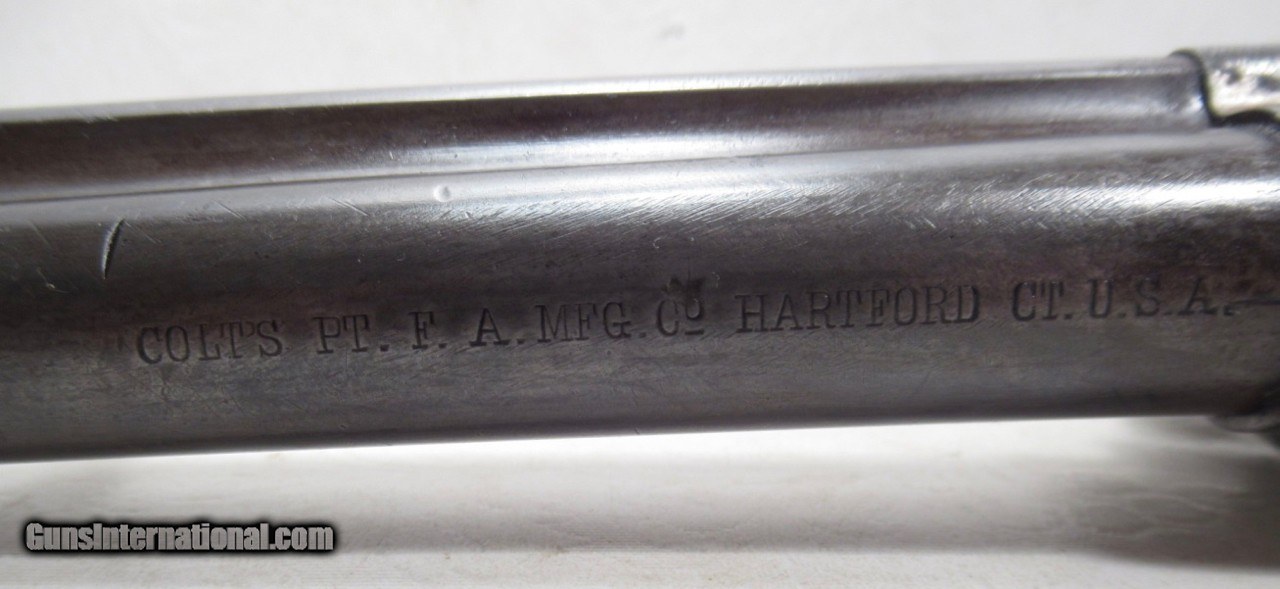 COLT'S PT. F. A. MFG. Co HARTFORD CT. U.S.A.
GunsInternational.com